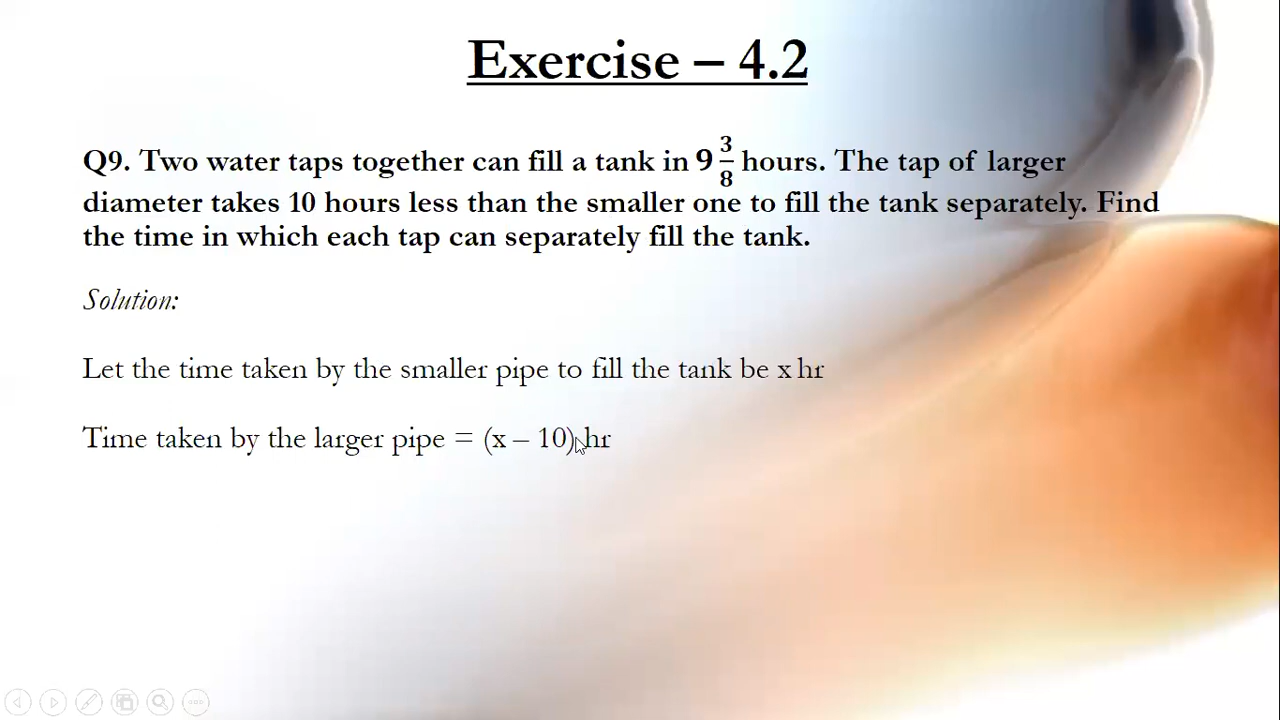 Exercise – 4.2
Q9. Two water taps together can fill a tank in 9 3/8 hours. The tap of larger
diameter takes 10 hours less than the smaller one to fill the tank separately. Find
the time in which each tap can separately fill the tank.
Solution:
Let the time taken by the smaller pipe to fill the tank be x hr
Time taken by the larger pipe = (x – 10) hr